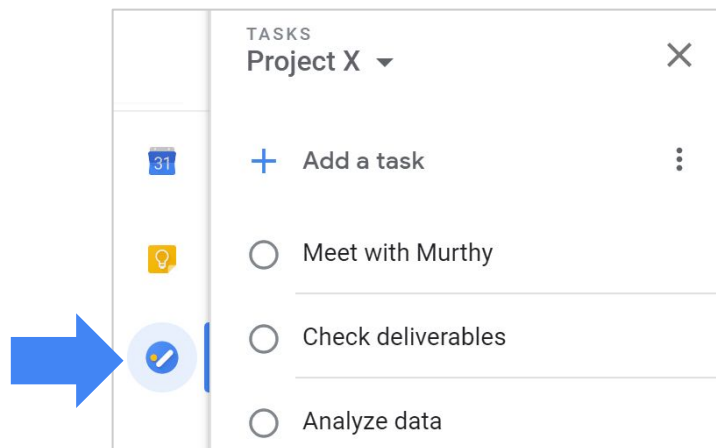 TASKS
Project X
31
Add a task
Meet with Murthy
Check deliverables
Analyze data